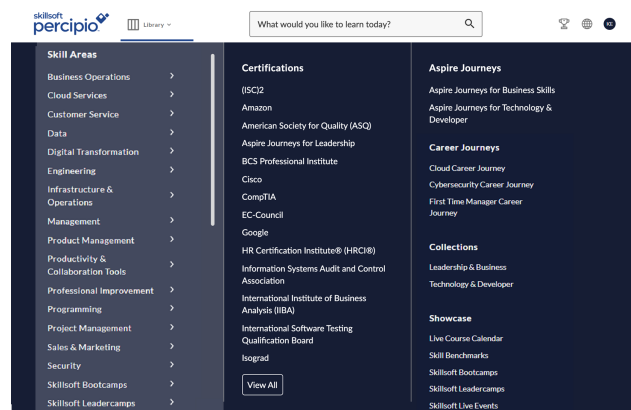 skillsoft
percipio
Library
What would you like to learn today?
KE
Skill Areas
Business Operations
Cloud Services
Customer Service
Data
Digital Transformation
Engineering
Infrastructure &
Operations
Management
Product Management
Productivity &
Collaboration Tools
Professional Improvement
Programming
Project Management
Sales & Marketing
Security
Skillsoft Bootcamps
Skillsoft Leadercamps
Certifications
(ISC)2
Amazon
American Society for Quality (ASQ)
Aspire Journeys for Leadership
BCS Professional Institute
Cisco
CompTIA
EC-Council
Google
HR Certification Institute® (HRCI®)
Information Systems Audit and Control
Association
International Institute of Business
Analysis (IIBA)
International Software Testing
Qualification Board
Isograd
View All
Aspire Journeys
Aspire Journeys for Business Skills
Aspire Journeys for Technology &
Developer
Career Journeys
Cloud Career Journey
Cybersecurity Career Journey
First Time Manager Career
Journey
Collections
Leadership & Business
Technology & Developer
Showcase
Live Course Calendar
Skill Benchmarks
Skillsoft Bootcamps
Skillsoft Leadercamps
Skillsoft Live Events